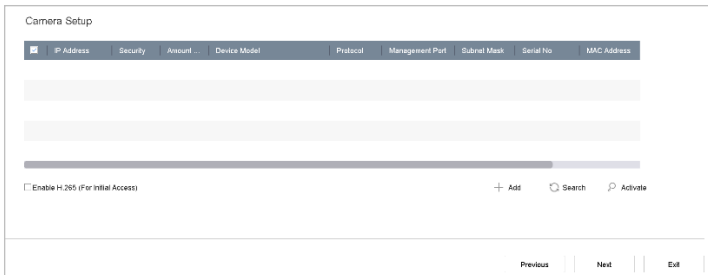 Camera Setup
IP Address Security Amount ... Device Model Protocol Management Port Subnet Mask Serial No MAC Address
Enable H.265 (For Initial Access) Add Search Activate
Previous Next Exit